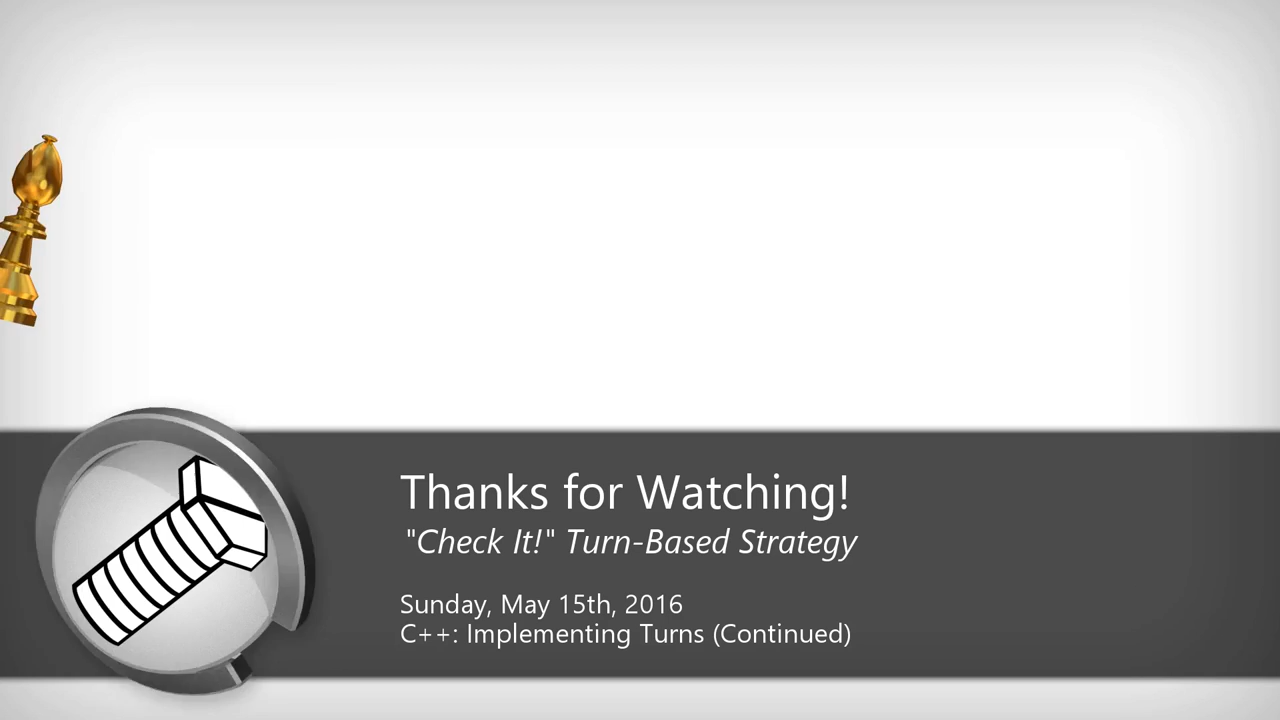 Thanks for Watching!
"Check It!" Turn-Based Strategy
Sunday, May 15th, 2016
C++: Implementing Turns (Continued)